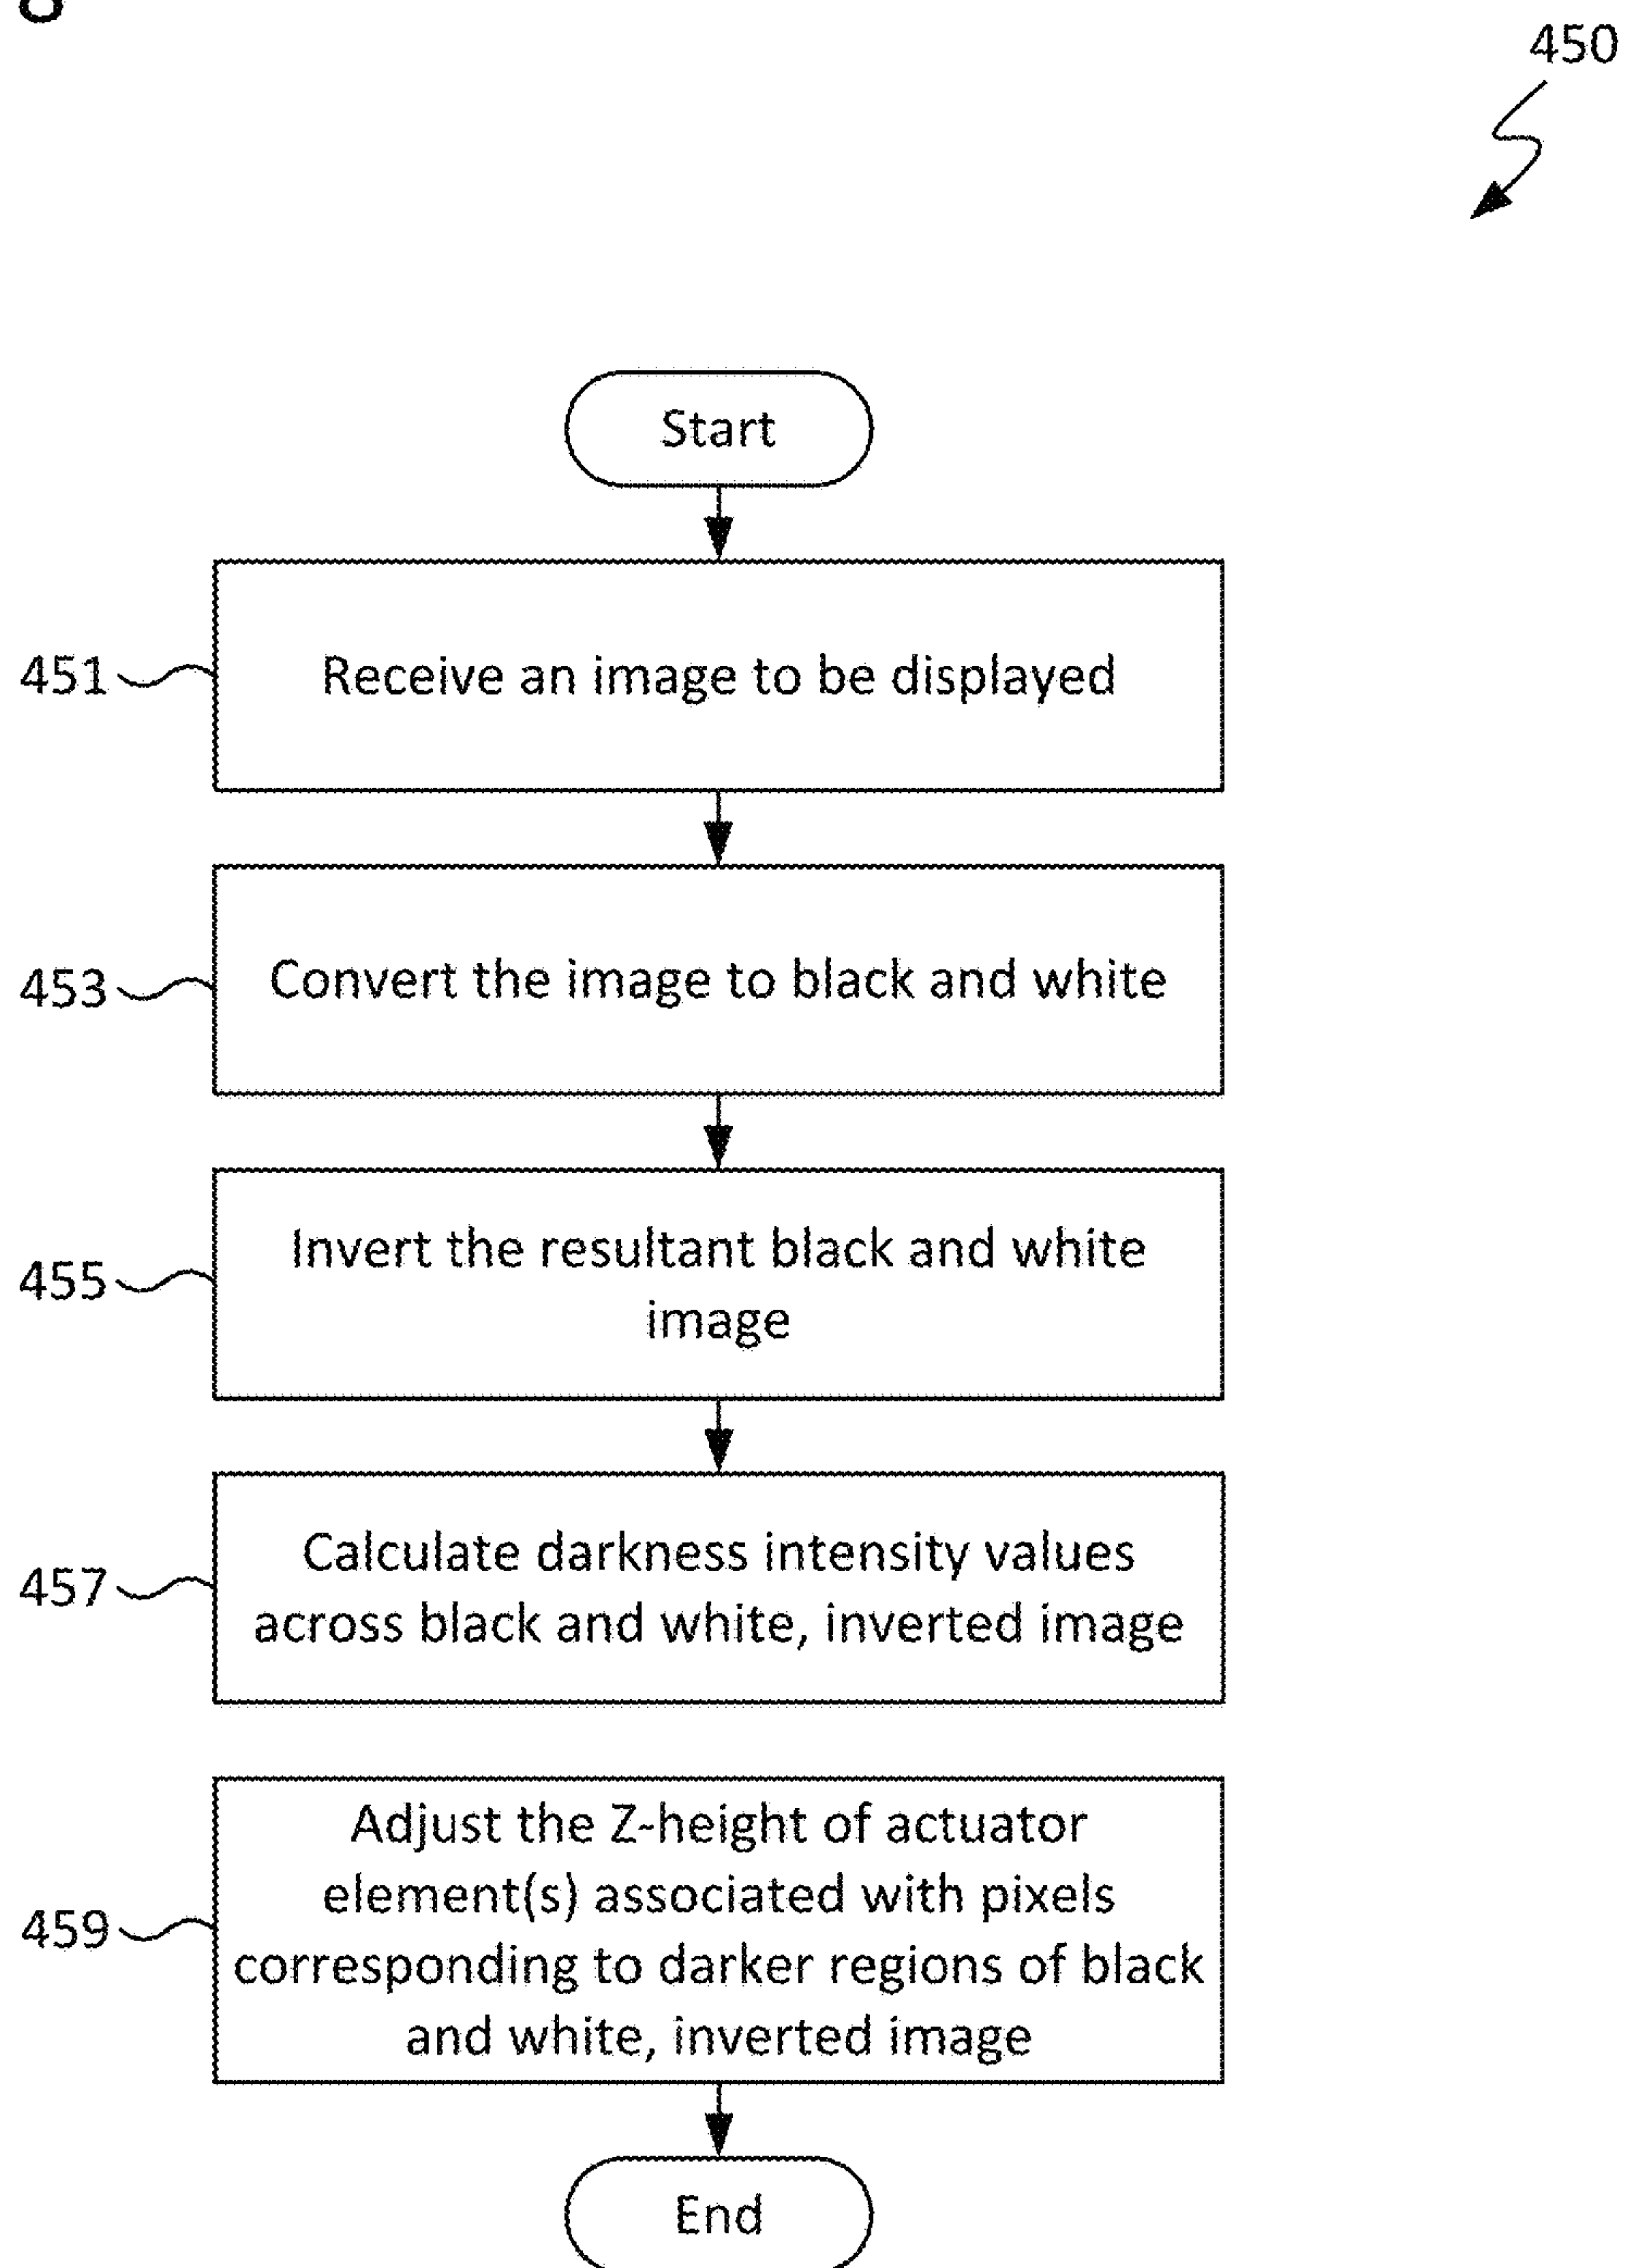 450
Start
451
Receive an image to be displayed
453
Convert the image to black and white
455
Invert the resultant black and white
image
457
Calculate darkness intensity values
across black and white, inverted image
459
Adjust the Z-height of actuator
element(s) associated with pixels
corresponding to darker regions of black
and white, inverted image
End